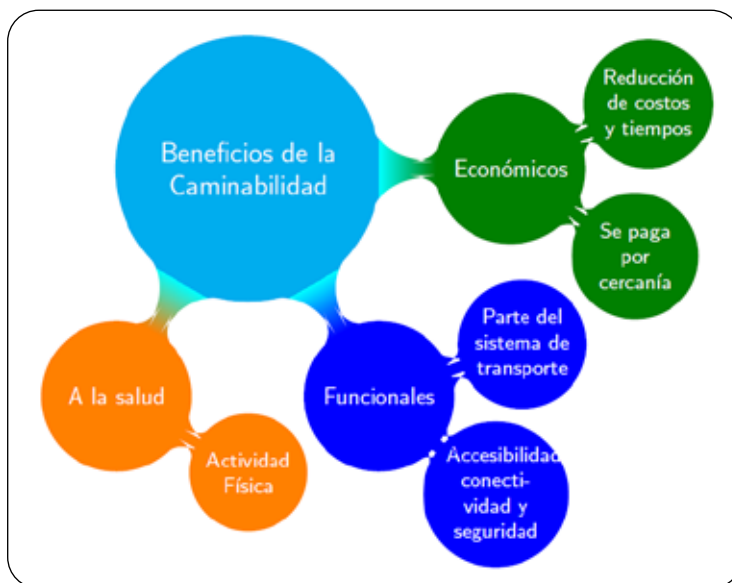 Beneficios de la
Caminabilidad
Económicos
Reducción
de costos
y tiempos
Se paga
por
cercanía
Funcionales
Parte del
sistema de
transporte
Accesibilidad
conecti-
vidad y
seguridad
A la salud
Actividad
Física